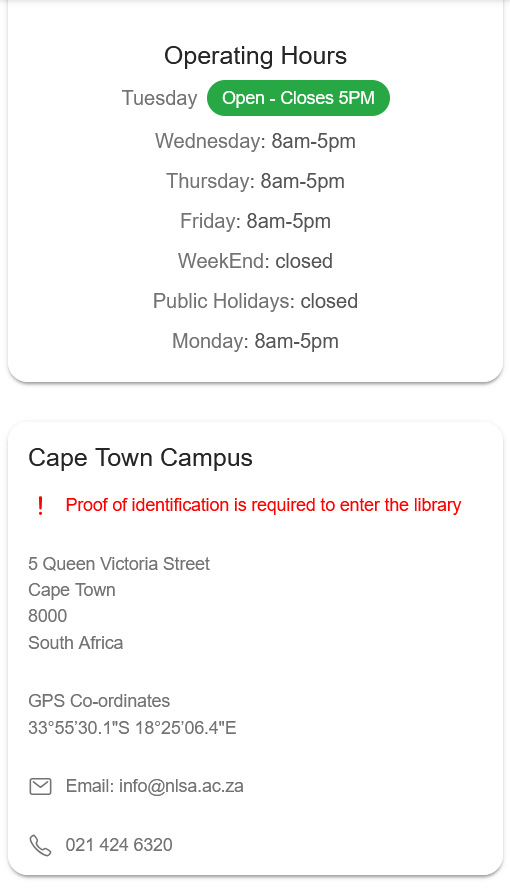 Operating Hours
Tuesday Open - Closes 5PM
Wednesday: 8am-5pm
Thursday: 8am-5pm
Friday: 8am-5pm
WeekEnd: closed
Public Holidays: closed
Monday: 8am-5pm
Cape Town Campus
! Proof of identification is required to enter the library
5 Queen Victoria Street
Cape Town
8000
South Africa
GPS Co-ordinates
33°55’30.1"S 18°25’06.4"E
Email: info@nlsa.ac.za
021 424 6320